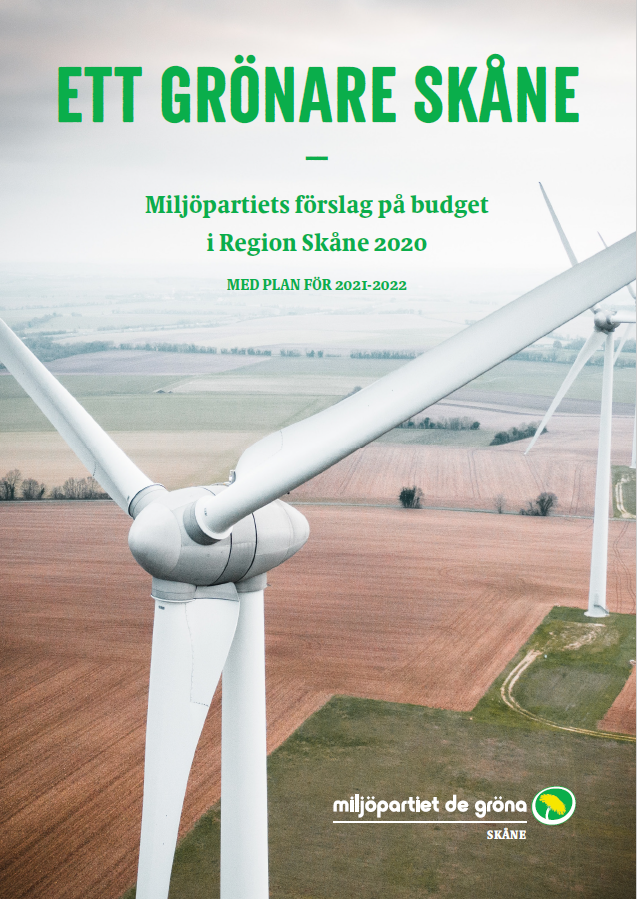 ETT GRÖNARE SKÅNE
–
Miljöpartiets förslag på budget
i Region Skåne 2020
MED PLAN FÖR 2021-2022
miljöpartiet de gröna
SKÅNE